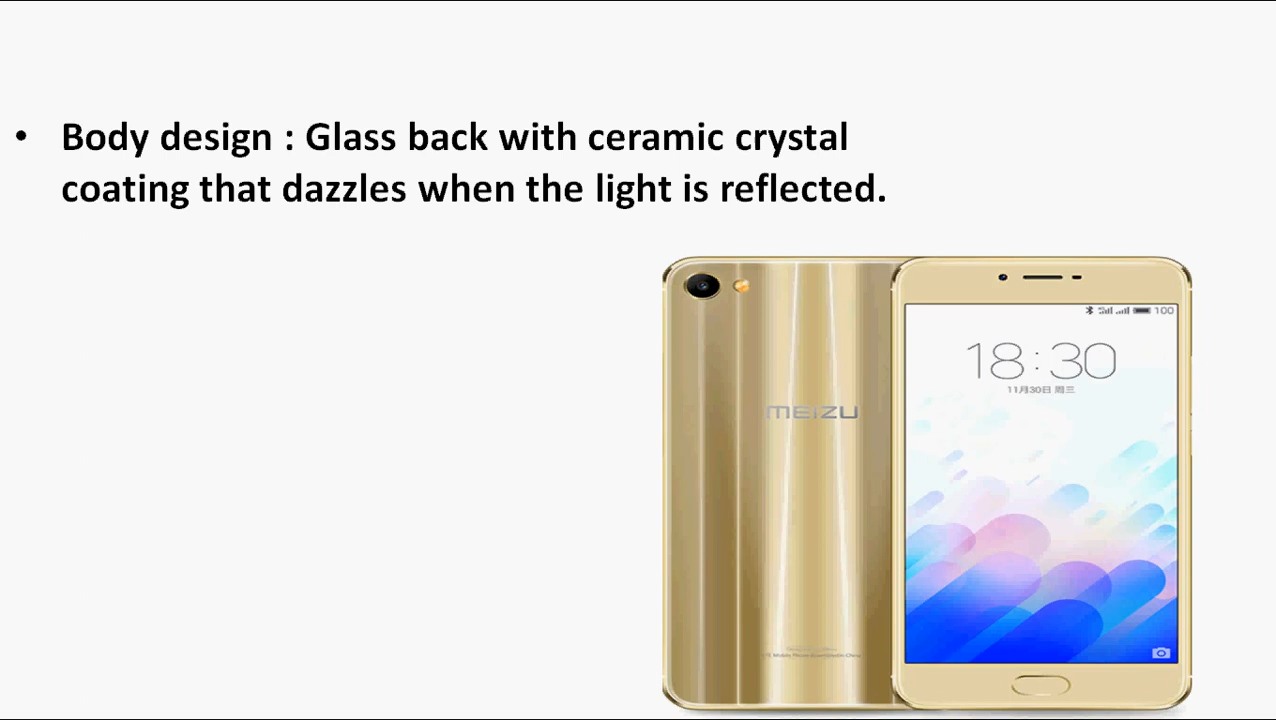 • Body design : Glass back with ceramic crystal
coating that dazzles when the light is reflected.
100
18:30
11月30日 周三
MEIZU